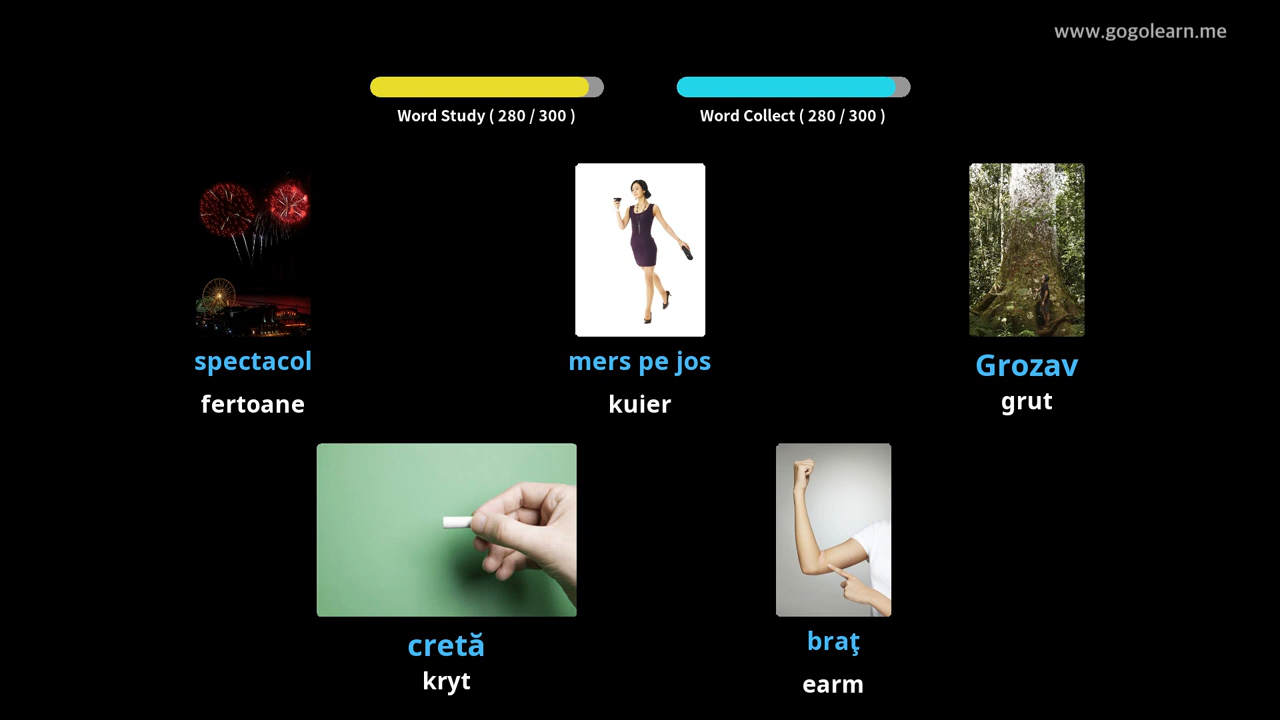 www.gogolearn.me
Word Study ( 280 / 300 )
Word Collect ( 280 / 300 )
spectacol
fertoane
mers pe jos
kuier
Grozav
grut
cretă
kryt
braţ
earm